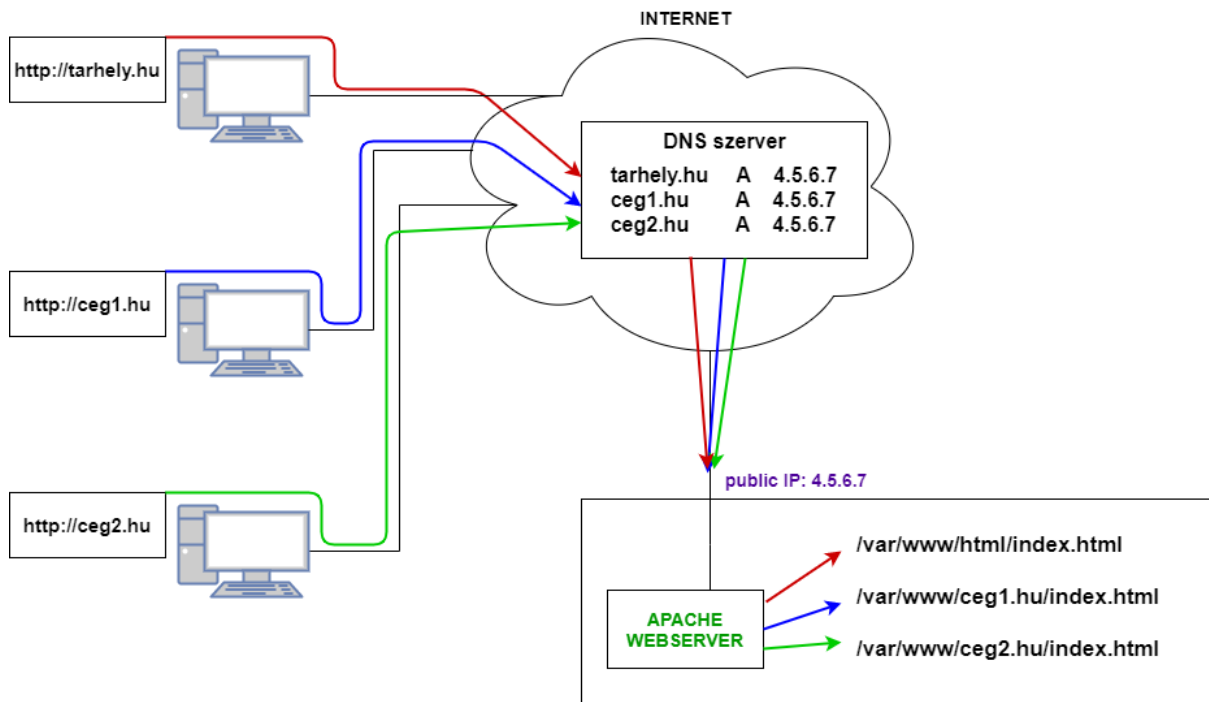 INTERNET
http://tarhely.hu
DNS szerver
tarhely.hu A 4.5.6.7
ceg1.hu A 4.5.6.7
ceg2.hu A 4.5.6.7
http://ceg1.hu
http://ceg2.hu
public IP: 4.5.6.7
APACHE
WEBSERVER
/var/www/html/index.html
/var/www/ceg1.hu/index.html
/var/www/ceg2.hu/index.html